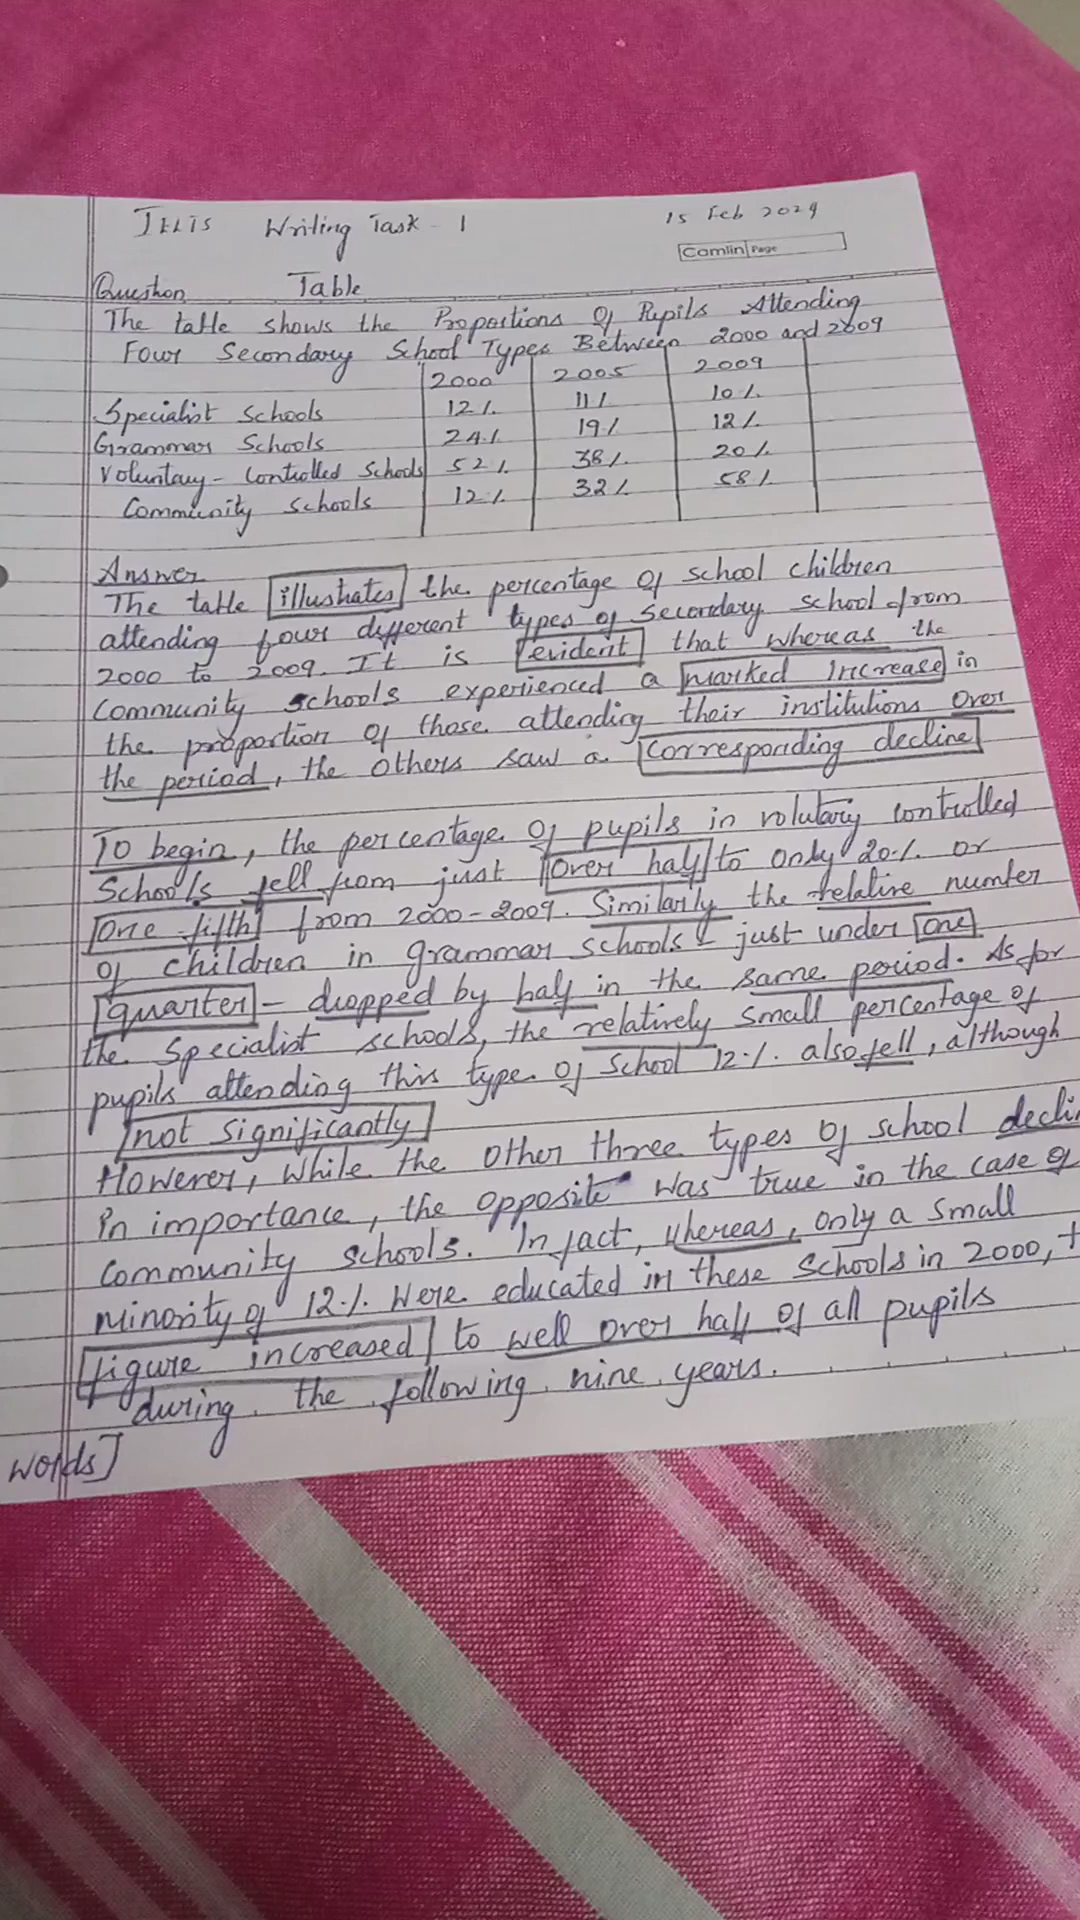 IELTS Writing Task - 1
15 Feb 2024
Comlin Page
Question Table
The table shows the Proportions Of Pupils Attending
Four Secondary School Types Between 2000 and 2009
2000 2005 2009
Specialist Schools 12% 11% 10%
Grammar Schools 24% 19% 12%
Voluntary-Controlled Schools 52% 38% 20%
Community Schools 12% 32% 58%
Answer
The table illustrates the percentage of school children
attending four different types of secondary school from
2000 to 2009. It is evident that whereas the
Community schools experienced a marked increase in
the proportion of those attending their institutions over
the period, the others saw a corresponding decline
To begin, the percentage of pupils in volutary controlled
Schools fell from just over half to only 20% or
one fifth from 2000-2009. Similarly the relative number
of children in grammar schools - just under one
quarter - dropped by half in the same period. As for
the Specialist schools, the relatively small percentage of
pupils attending this type of School 12% also fell, although
not significantly
However, While the other three types of school
in importance, the opposite was true in the case of
Community schools. In fact, whereas, only a small
minority of 12% Were educated in these Schools in 2000,
figure increased to well over half of all pupils
during the following nine years.
words]